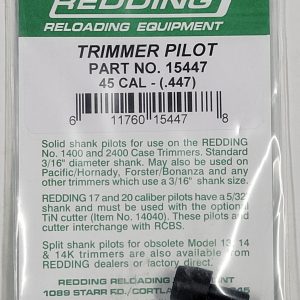 REDDING
RELOADING EQUIPMENT
TRIMMER PILOT
PART NO. 15447
45 CAL - (.447)
6 11760 15447 8
Solid shank pilots for use on the REDDING
No. 1400 and 2400 Case Trimmers. Standard
3/16" diameter shank. May also be used on
Pacific/Hornady, Forster/Bonanza and any
other trimmers which use a 3/16" shank size.
REDDING 17 and 20 caliber pilots have a 5/32
shank and must be used with the optional
TiN cutter (Item No. 14040). These pilots and
cutter interchange with RCBS.
Split shank pilots for obsolete Model 13, 14
& 14K trimmers are also available from
REDDING dealers or factory direct.
REDDING RELOADING EQUIPMENT
1089 STARR RD./CORTLAND